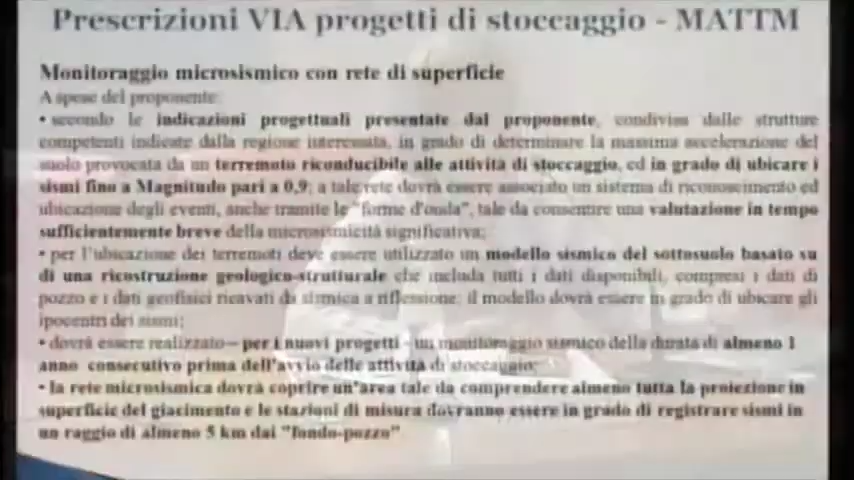 Prescrizioni VIA progetti di stoccaggio - MATTM
Monitoraggio microsismico con rete di superficie
A spese del proponente:
• secondo le indicazioni progettuali presentate dal proponente, condivise dalle strutture
competenti indicate dalla regione interessata, in grado di determinare la massima accelerazione del
suolo provocata da un terremoto riconducibile alle attività di stoccaggio, ed in grado di ubicare i
sismi fino a Magnitudo pari a 0,9; a tale rete dovrà essere associato un sistema di riconoscimento ed
ubicazione degli eventi, anche tramite le "forme d'onda", tale da consentire una valutazione in tempo
sufficientemente breve della microsismicità significativa;
• per l'ubicazione dei terremoti deve essere utilizzato un modello sismico del sottosuolo basato su
di una ricostruzione geologico-strutturale che includa tutti i dati disponibili, compresi i dati di
pozzo e i dati geofisici ricavati da sismica a riflessione; il modello dovrà essere in grado di ubicare gli
ipocentri dei sismi;
• dovrà essere realizzato – per i nuovi progetti - un monitoraggio sismico della durata di almeno 1
anno consecutivo prima dell'avvio delle attività di stoccaggio;
• la rete microsismica dovrà coprire un'area tale da comprendere almeno tutta la proiezione in
superficie del giacimento e le stazioni di misura dovranno essere in grado di registrare sismi in
un raggio di almeno 5 km dai "fondo-pozzo"